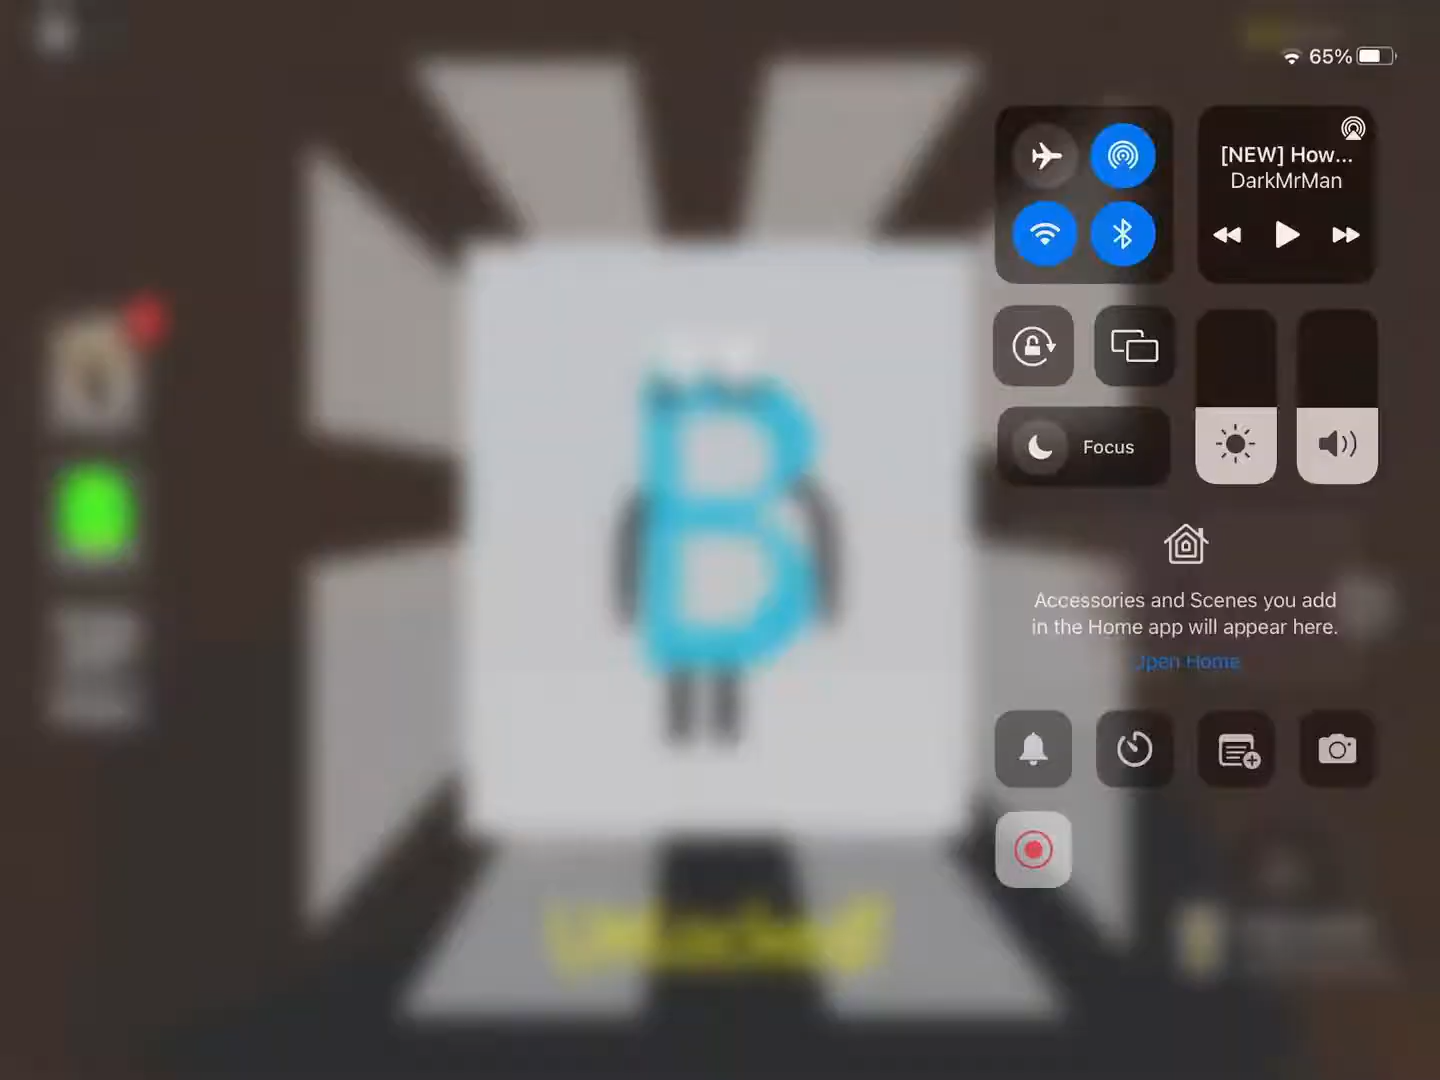 65%
[NEW] How...
DarkMrMan
Focus
Accessories and Scenes you add
in the Home app will appear here.
Open Home
B
Unlocked